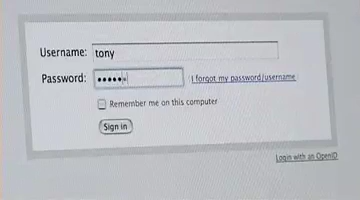 Username: tony
Password: ••••••
I forgot my password/username
Remember me on this computer
Sign in
Login with an OpenID